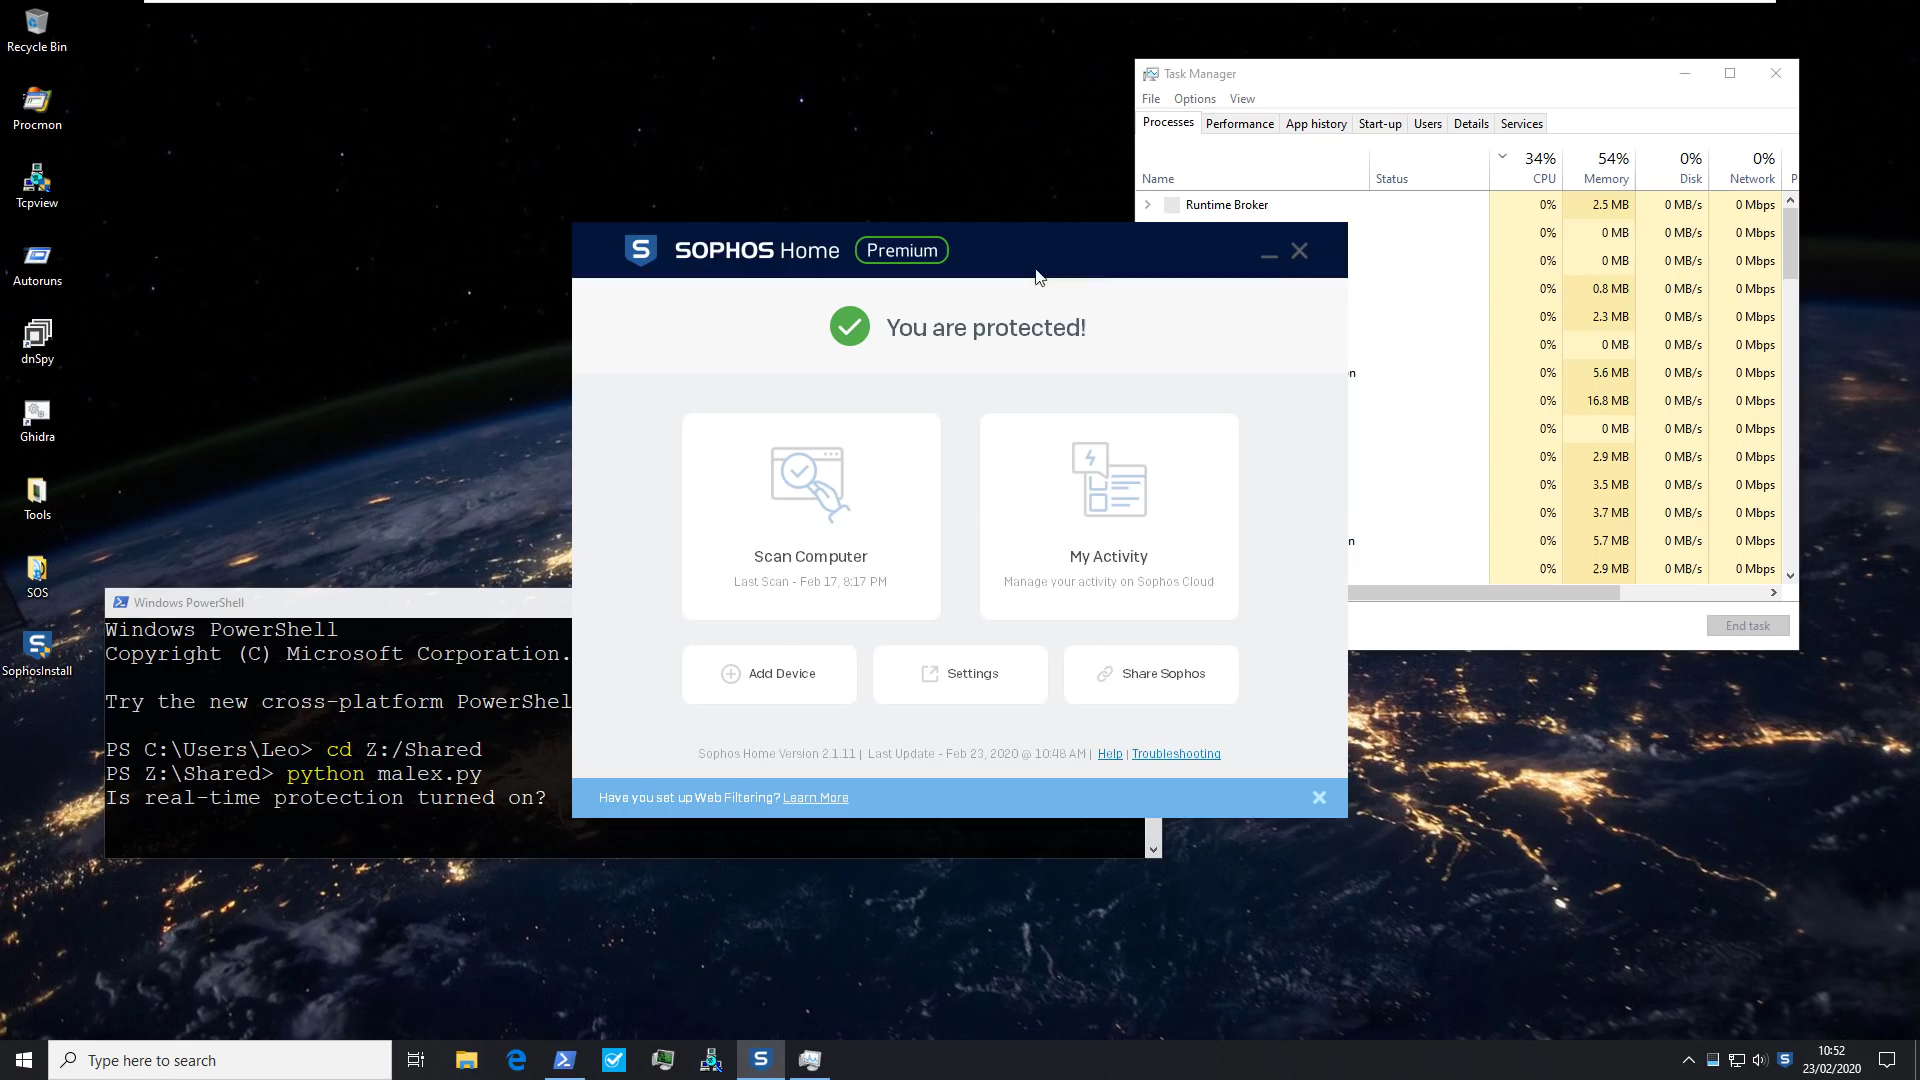 Recycle Bin
Procmon
Tcpview
Autoruns
dnSpy
Ghidra
Tools
SOS
SophosInstall
Task Manager
File Options View
Processes Performance App history Start-up Users Details Services
34% 54% 0% 0%
Name Status CPU Memory Disk Network P
Runtime Broker 0% 2.5 MB 0 MB/s 0 Mbps
0% 0 MB 0 MB/s 0 Mbps
0% 0 MB 0 MB/s 0 Mbps
0% 0.8 MB 0 MB/s 0 Mbps
0% 2.3 MB 0 MB/s 0 Mbps
0% 0 MB 0 MB/s 0 Mbps
n 0% 5.6 MB 0 MB/s 0 Mbps
0% 16.8 MB 0 MB/s 0 Mbps
0% 0 MB 0 MB/s 0 Mbps
0% 2.9 MB 0 MB/s 0 Mbps
0% 3.5 MB 0 MB/s 0 Mbps
0% 3.7 MB 0 MB/s 0 Mbps
n 0% 5.7 MB 0 MB/s 0 Mbps
0% 2.9 MB 0 MB/s 0 Mbps
End task
S SOPHOS Home Premium
You are protected!
Scan Computer
Last Scan - Feb 17, 8:17 PM
My Activity
Manage your activity on Sophos Cloud
Add Device
Settings
Share Sophos
Sophos Home Version 2.1.11 | Last Update - Feb 23, 2020 @ 10:48 AM | Help | Troubleshooting
Have you set up Web Filtering? Learn More
Windows PowerShell
Windows PowerShell
Copyright (C) Microsoft Corporation.
Try the new cross-platform PowerShel
PS C:\Users\Leo> cd Z:/Shared
PS Z:\Shared> python malex.py
Is real-time protection turned on?
Type here to search
10:52
23/02/2020